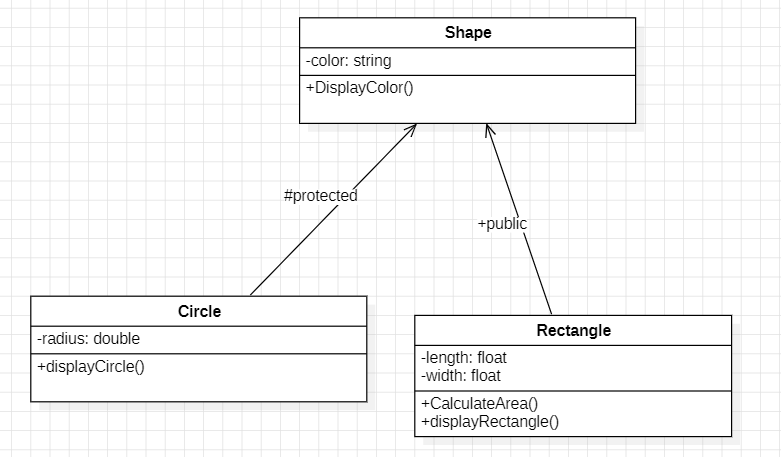 Shape
-color: string
+DisplayColor()
#protected
+public
Circle
-radius: double
+displayCircle()
Rectangle
-length: float
-width: float
+CalculateArea()
+displayRectangle()